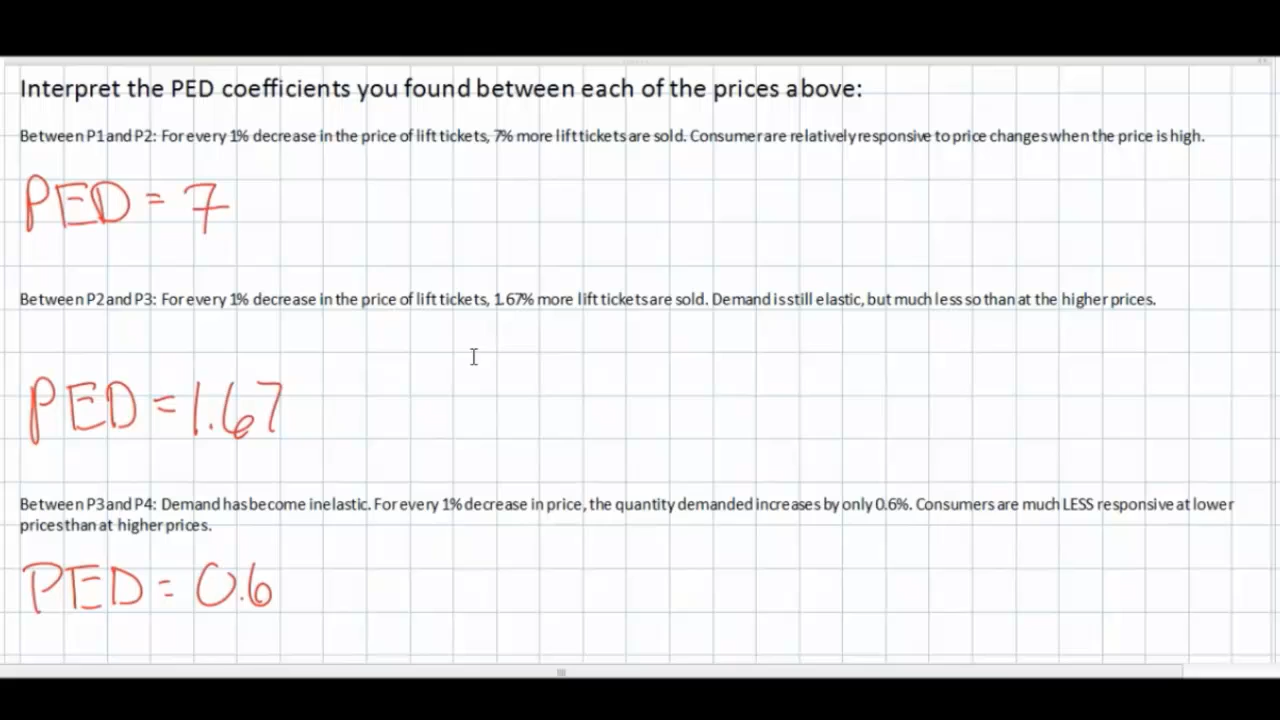 Interpret the PED coefficients you found between each of the prices above:
Between P1 and P2: For every 1% decrease in the price of lift tickets, 7% more lift tickets are sold. Consumer are relatively responsive to price changes when the price is high.
PED = 7
Between P2 and P3: For every 1% decrease in the price of lift tickets, 1.67% more lift tickets are sold. Demand is still elastic, but much less so than at the higher prices.
PED = 1.67
Between P3 and P4: Demand has become inelastic. For every 1% decrease in price, the quantity demanded increases by only 0.6%. Consumers are much LESS responsive at lower
prices than at higher prices.
PED = 0.6